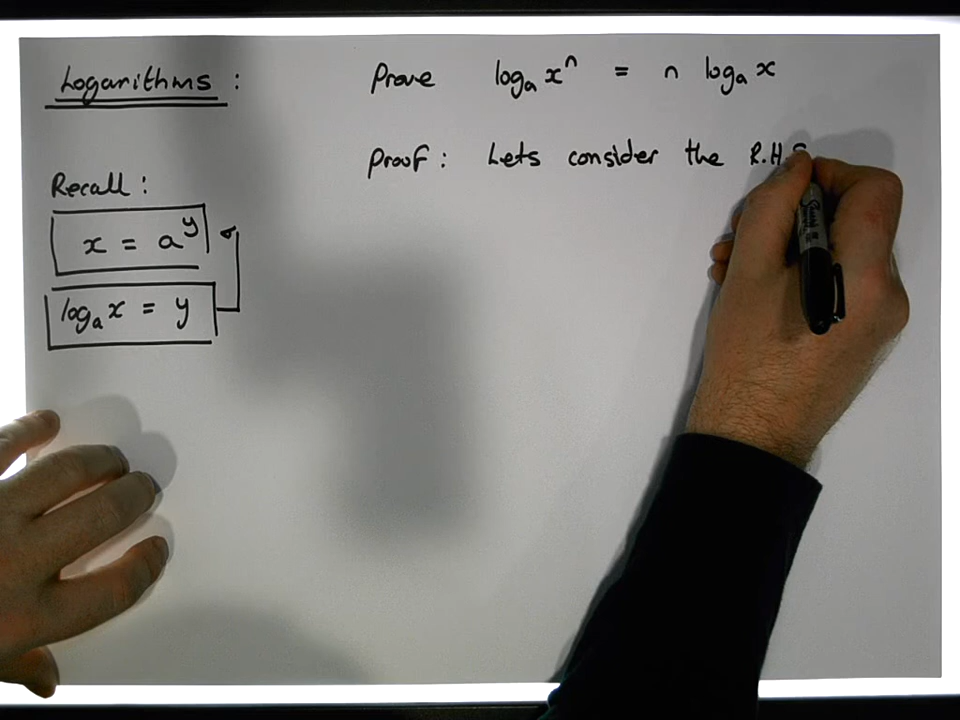 Logarithms :
Recall :
x = a^y
log_a x = y
Prove log_a x^n = n log_a x
Proof : Lets consider the R.H.S